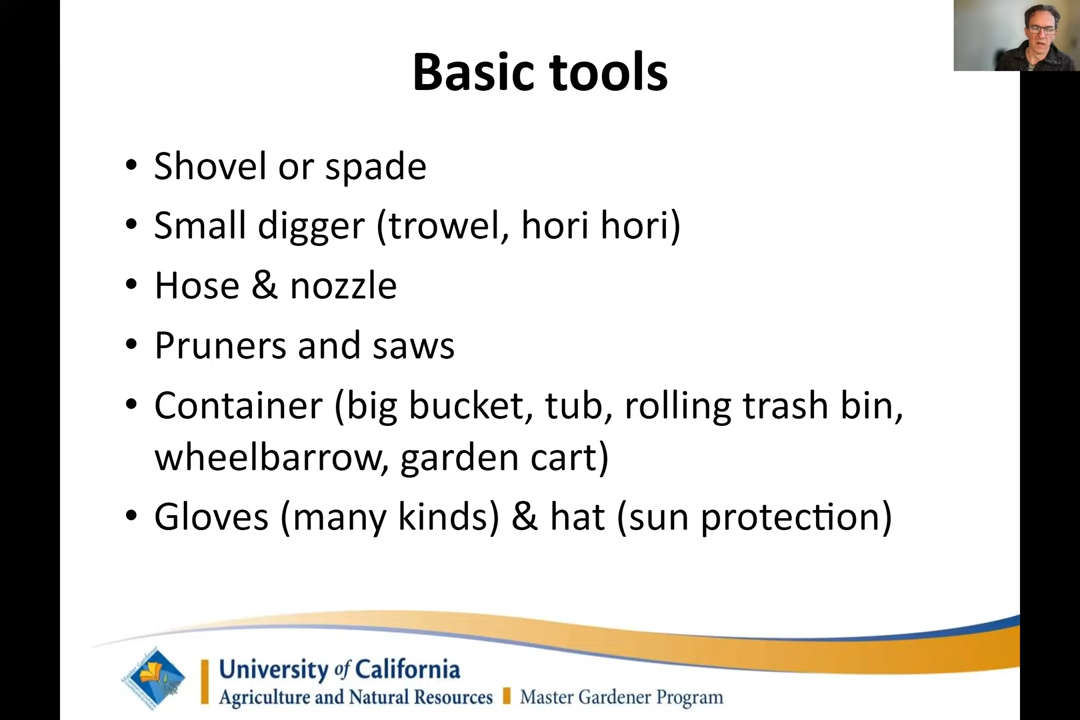 Basic tools
• Shovel or spade
• Small digger (trowel, hori hori)
• Hose & nozzle
• Pruners and saws
• Container (big bucket, tub, rolling trash bin,
wheelbarrow, garden cart)
• Gloves (many kinds) & hat (sun protection)
University of California
Agriculture and Natural Resources Master Gardener Program